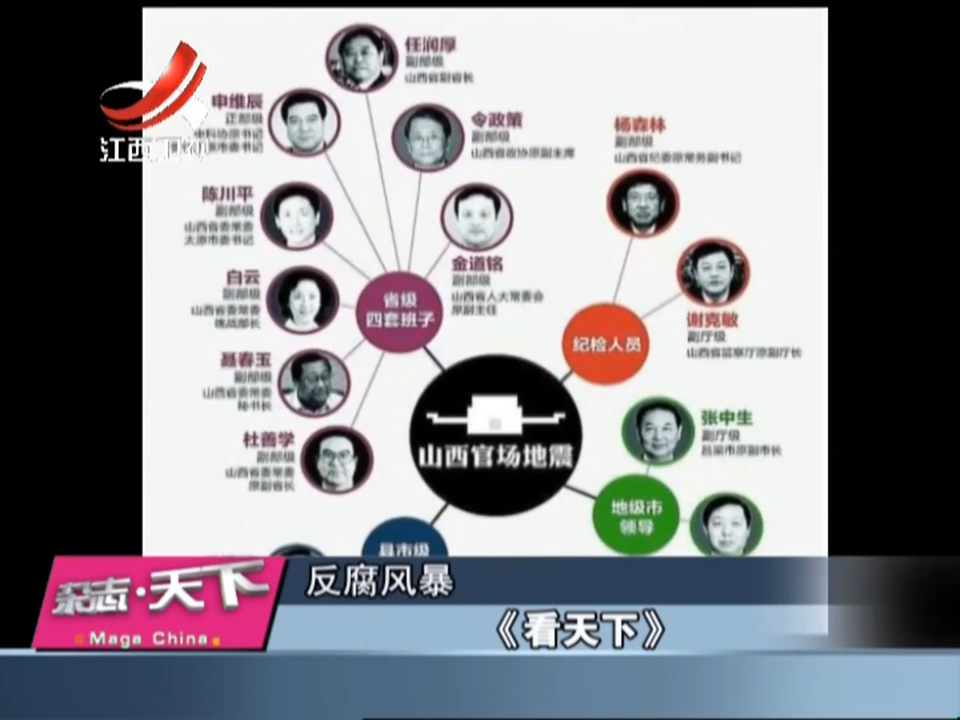 任润厚
副部级
山西省副省长
申维辰
正部级
江西卫视
令政策
副部级
山西省政协原副主席
杨森林
副部级
山西省纪委原常务副书记
陈川平
副部级
山西省委常委
太原市委书记
金道铭
副部级
山西省人大常委会
原副主任
白云
副部级
山西省委常委
统战部长
省级
四套班子
谢克敏
副厅级
山西省监察厅原副厅长
纪检人员
聂春玉
副部级
山西省委常委
秘书长
张中生
副厅级
吕梁市原副市长
杜善学
副部级
山西省委常委
原副省长
山西官场地震
地级市
领导
县市级
杂志·天下
Maga China
反腐风暴
《看天下》